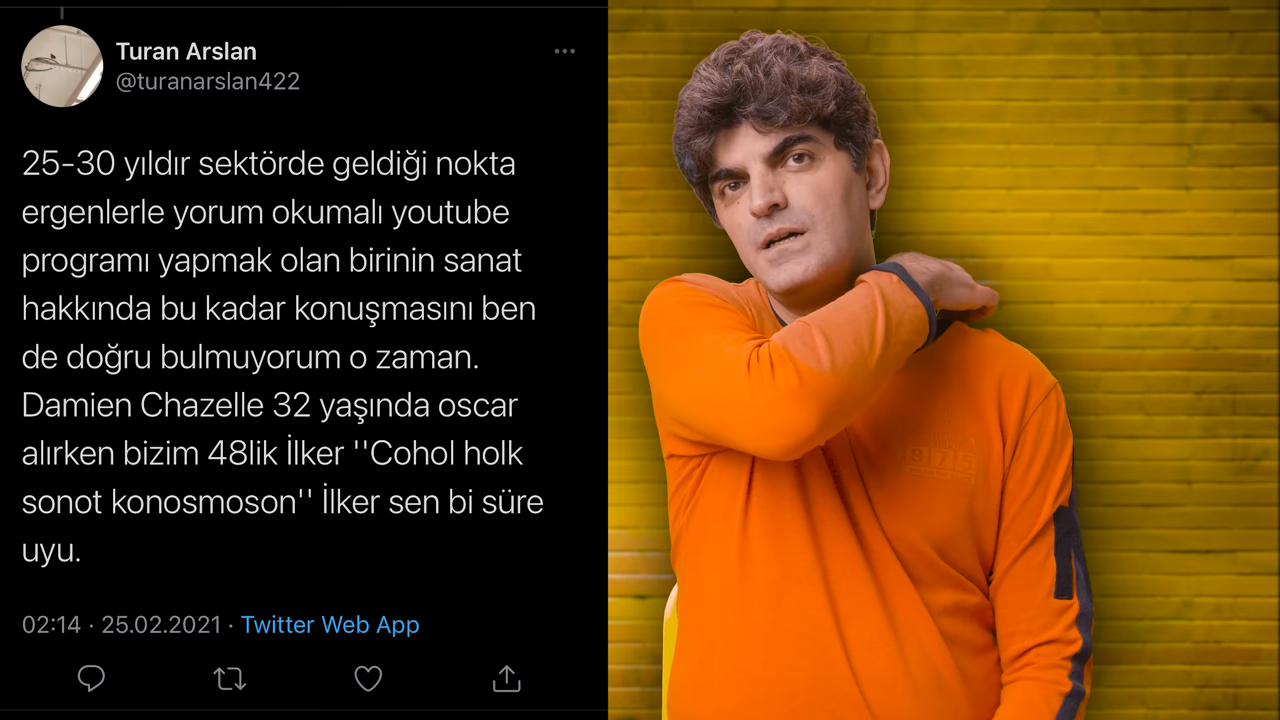 Turan Arslan
@turanarslan422
25-30 yıldır sektörde geldiği nokta
ergenlerle yorum okumalı youtube
programı yapmak olan birinin sanat
hakkında bu kadar konuşmasını ben
de doğru bulmuyorum o zaman.
Damien Chazelle 32 yaşında oscar
alırken bizim 48lik İlker ''Cohol holk
sonot konosmoson'' İlker sen bi süre
uyu.
02:14 · 25.02.2021 · Twitter Web App
975